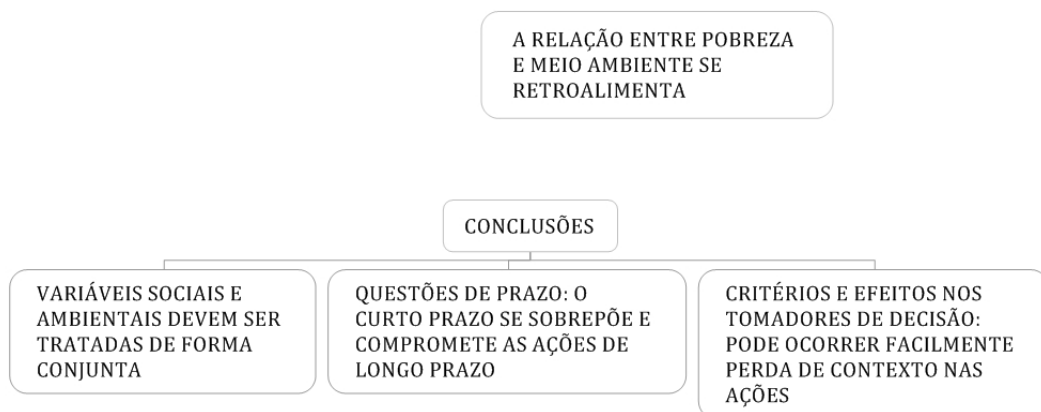 A RELAÇÃO ENTRE POBREZA
E MEIO AMBIENTE SE
RETROALIMENTA
CONCLUSÕES
VARIÁVEIS SOCIAIS E
AMBIENTAIS DEVEM SER
TRATADAS DE FORMA
CONJUNTA
QUESTÕES DE PRAZO: O
CURTO PRAZO SE SOBREPÕE E
COMPROMETE AS AÇÕES DE
LONGO PRAZO
CRITÉRIOS E EFEITOS NOS
TOMADORES DE DECISÃO:
PODE OCORRER FACILMENTE
PERDA DE CONTEXTO NAS
AÇÕES